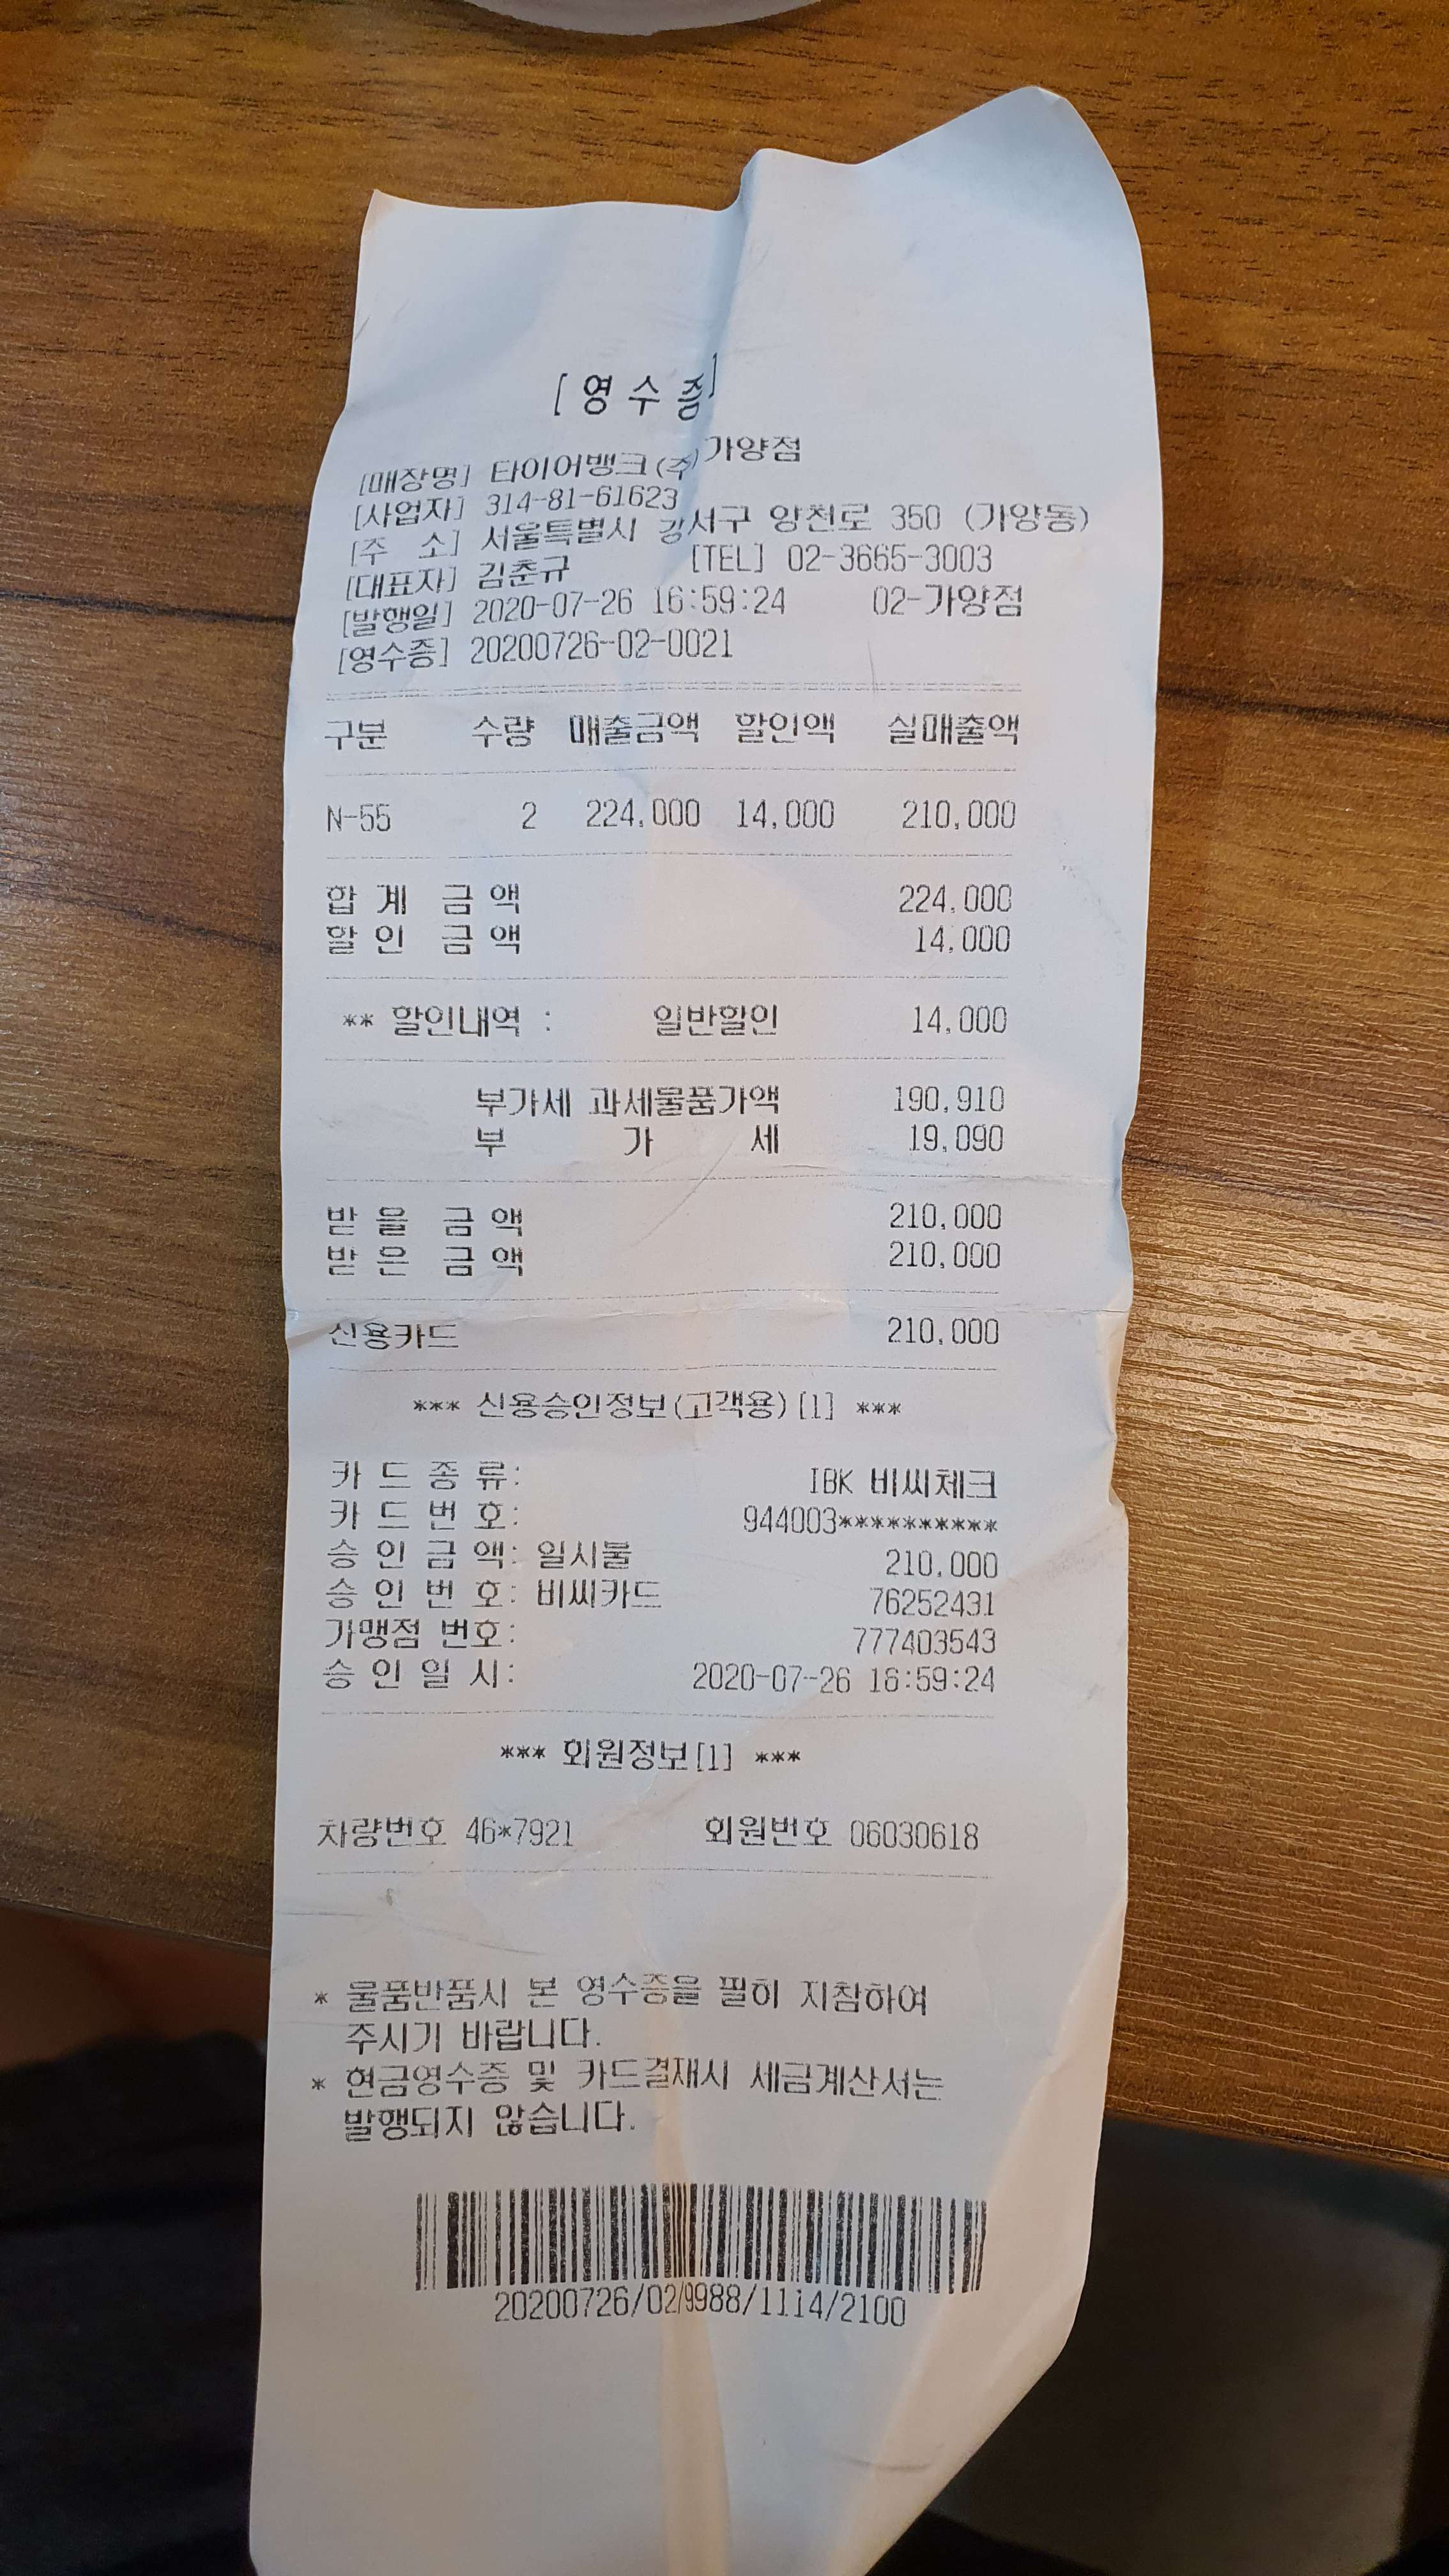 [영 수 증]
[매장명] 타이어뱅크(주)가양점
[사업자] 314-81-61623
[주 소] 서울특별시 강서구 양천로 350 (가양동)
[대표자] 김춘규 [TEL] 02-3665-3003
[발행일] 2020-07-26 16:59:24 02-가양점
[영수증] 20200726-02-0021
구분 수량 매출금액 할인액 실매출액
N-55 2 224,000 14,000 210,000
합 계 금 액 224,000
할 인 금 액 14,000
** 할인내역 : 일반할인 14,000
부가세 과세물품가액 190,910
부 가 세 19,090
받 을 금 액 210,000
받 은 금 액 210,000
신용카드 210,000
*** 신용승인정보(고객용)[1] ***
카 드 종 류: IBK 비씨체크
카 드 번 호: 944003**********
승 인 금 액: 일시불 210,000
승 인 번 호: 비씨카드 76252431
가맹점 번호: 777403543
승 인 일 시: 2020-07-26 16:59:24
*** 회원정보[1] ***
차량번호 46*7921 회원번호 06030618
* 물품반품시 본 영수증을 필히 지참하여
주시기 바랍니다.
* 현금영수증 및 카드결재시 세금계산서는
발행되지 않습니다.
20200726/02/9988/1114/2100